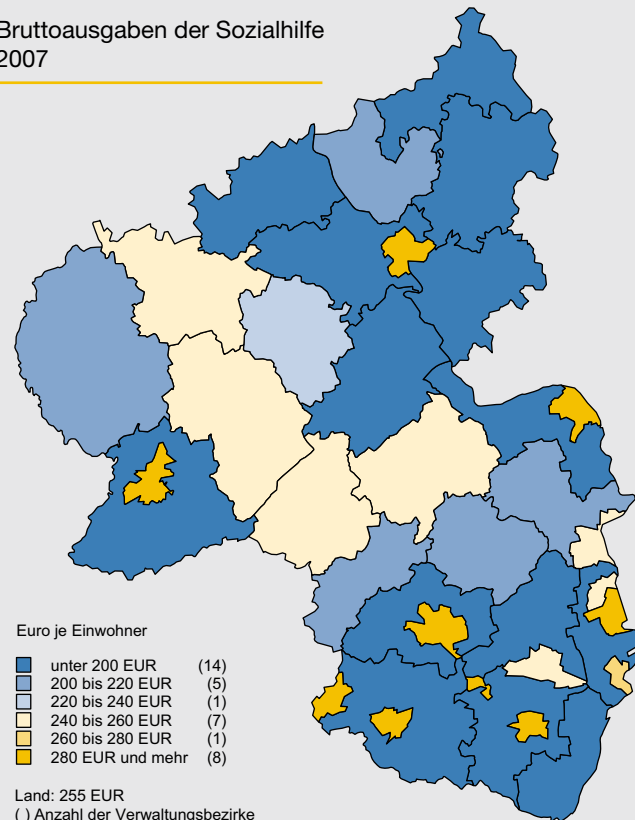 Bruttoausgaben der Sozialhilfe
2007
Euro je Einwohner
unter 200 EUR (14)
200 bis 220 EUR (5)
220 bis 240 EUR (1)
240 bis 260 EUR (7)
260 bis 280 EUR (1)
280 EUR und mehr (8)
Land: 255 EUR
( ) Anzahl der Verwaltungsbezirke